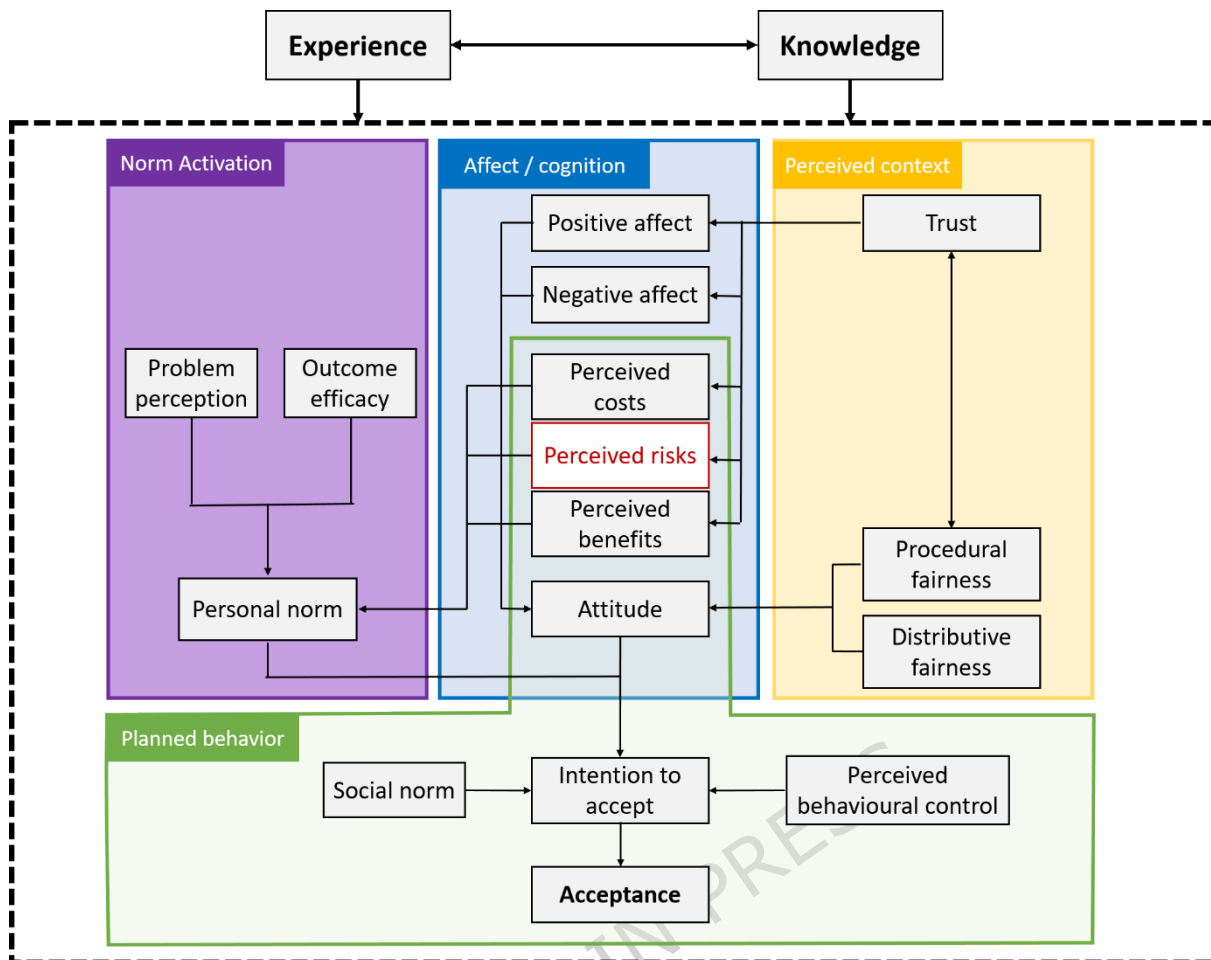 Experience
Knowledge
Norm Activation
Affect / cognition
Perceived context
Positive affect
Trust
Negative affect
Problem
perception
Outcome
efficacy
Perceived
costs
Perceived risks
Perceived
benefits
Procedural
fairness
Personal norm
Attitude
Distributive
fairness
Planned behavior
Social norm
Intention to
accept
Perceived
behavioural control
Acceptance
IN PRESS